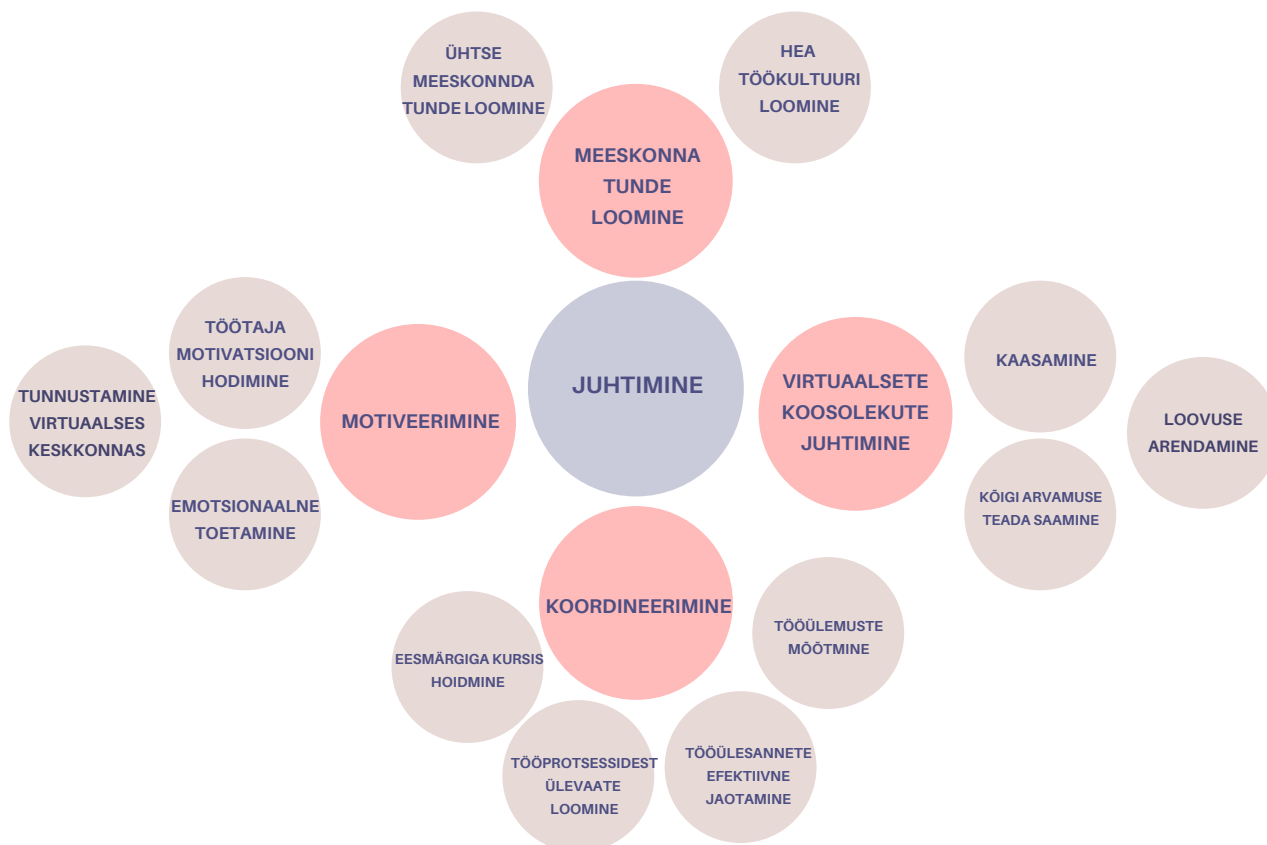 ÜHTSE
MEESKONNDA
TUNDE LOOMINE
HEA
TÖÖKULTUURI
LOOMINE
MEESKONNA
TUNDE
LOOMINE
TÖÖTAJA
MOTIVATSIOONI
HODIMINE
TUNNUSTAMINE
VIRTUAALSES
KESKKONNAS
EMOTSIONAALNE
TOETAMINE
MOTIVEERIMINE
JUHTIMINE
VIRTUAALSETE
KOOSOLEKUTE
JUHTIMINE
KAASAMINE
LOOVUSE
ARENDAMINE
KÕIGI ARVAMUSE
TEADA SAAMINE
KOORDINEERIMINE
EESMÄRGIGA KURSIS
HOIDMINE
TÖÖPROTSESSIDEST
ÜLEVAATE
LOOMINE
TÖÖÜLESANNETE
EFEKTIIVNE
JAOTAMINE
TÖÖÜLEMUSTE
MÕÕTMINE